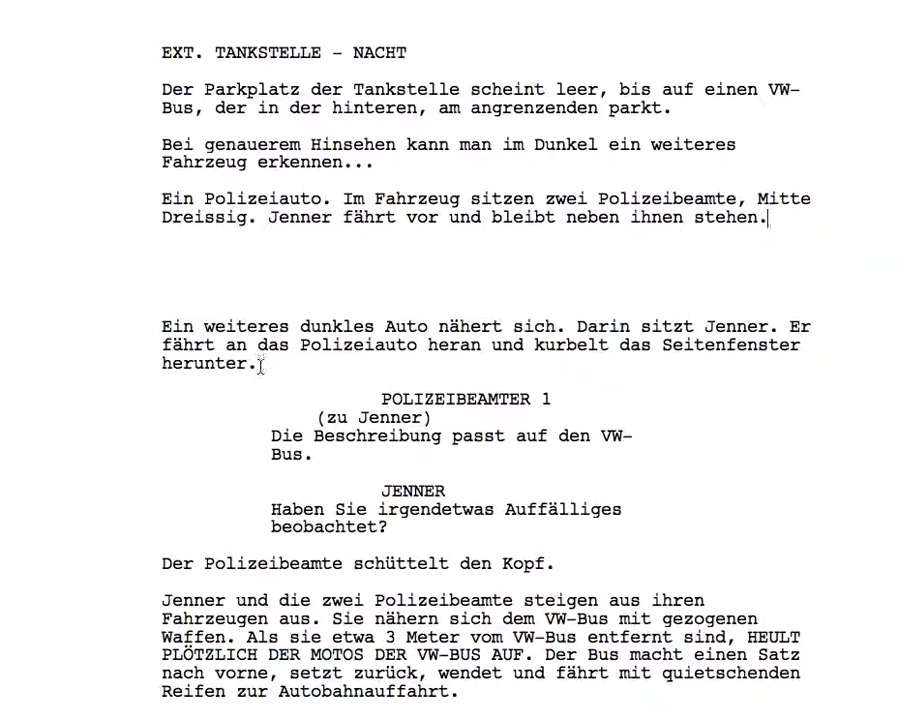 EXT. TANKSTELLE – NACHT
Der Parkplatz der Tankstelle scheint leer, bis auf einen VW-
Bus, der in der hinteren, am angrenzenden parkt.
Bei genauerem Hinsehen kann man im Dunkel ein weiteres
Fahrzeug erkennen...
Ein Polizeiauto. Im Fahrzeug sitzen zwei Polizeibeamte, Mitte
Dreissig. Jenner fährt vor und bleibt neben ihnen stehen.
Ein weiteres dunkles Auto nähert sich. Darin sitzt Jenner. Er
fährt an das Polizeiauto heran und kurbelt das Seitenfenster
herunter.
POLIZEIBEAMTER 1
(zu Jenner)
Die Beschreibung passt auf den VW-
Bus.
JENNER
Haben Sie irgendetwas Auffälliges
beobachtet?
Der Polizeibeamte schüttelt den Kopf.
Jenner und die zwei Polizeibeamte steigen aus ihren
Fahrzeugen aus. Sie nähern sich dem VW-Bus mit gezogenen
Waffen. Als sie etwa 3 Meter vom VW-Bus entfernt sind, HEULT
PLÖTZLICH DER MOTOS DER VW-BUS AUF. Der Bus macht einen Satz
nach vorne, setzt zurück, wendet und fährt mit quietschenden
Reifen zur Autobahnauffahrt.